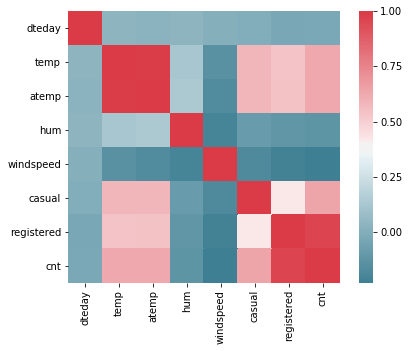 dteday
temp
atemp
hum
windspeed
casual
registered
cnt
dteday
temp
atemp
hum
windspeed
casual
registered
cnt
1.00
0.75
0.50
0.25
0.00